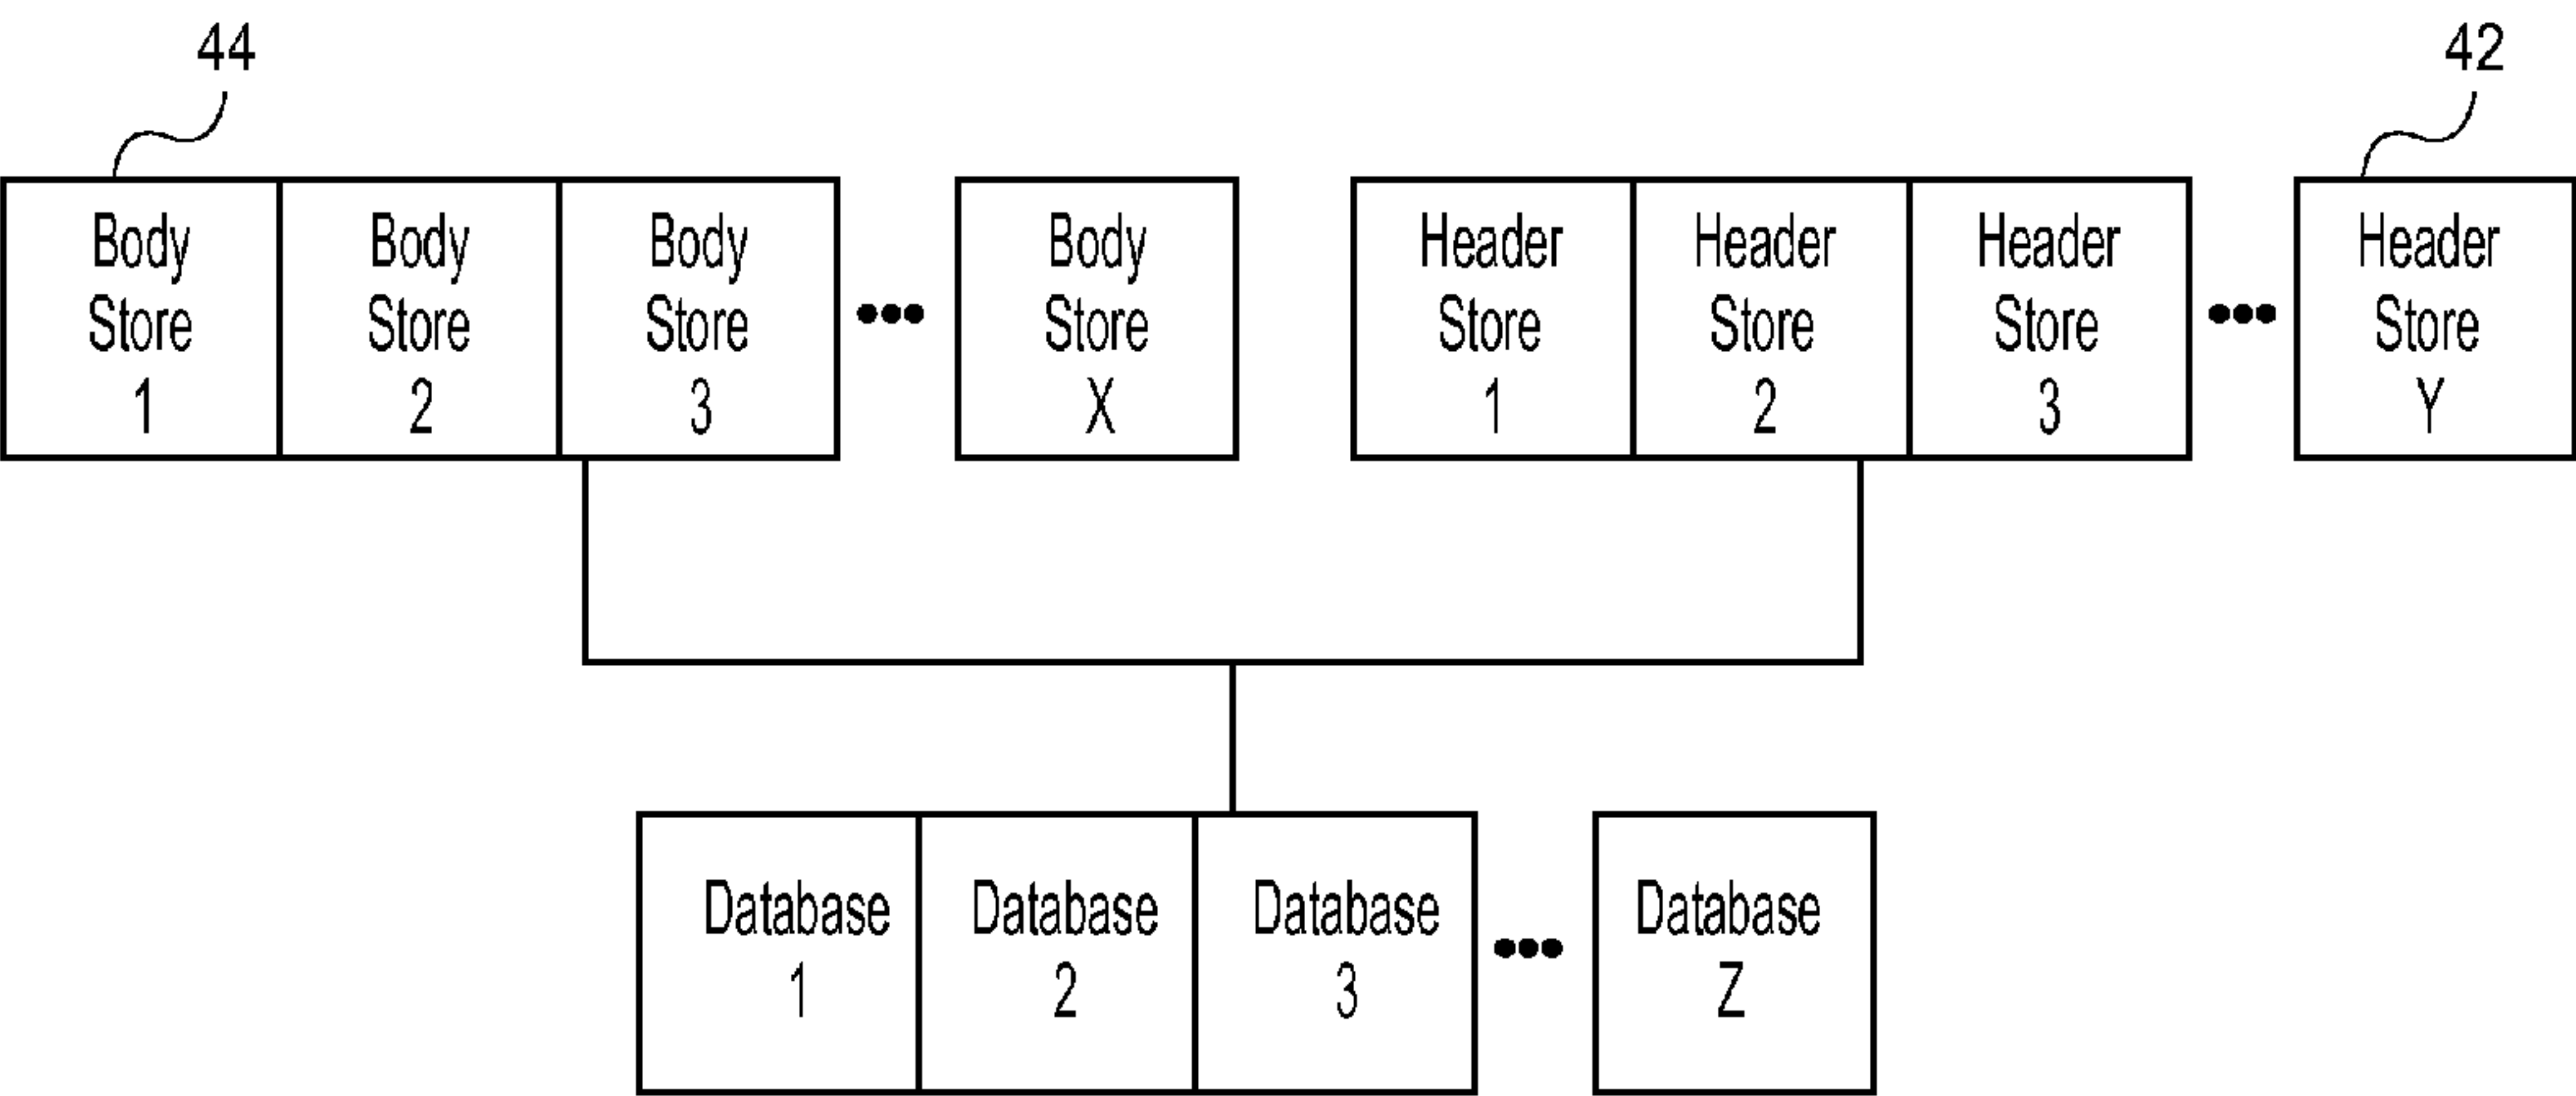 44
42
Body
Store
1
Body
Store
2
Body
Store
3
•••
Body
Store
X
Header
Store
1
Header
Store
2
Header
Store
3
•••
Header
Store
Y
Database
1
Database
2
Database
3
•••
Database
Z